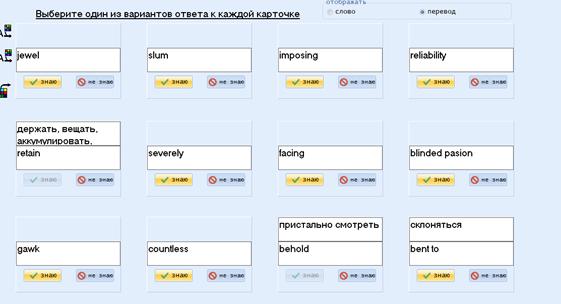 отображать
Выберите один из вариантов ответа к каждой карточке
слово
перевод
jewel
slum
imposing
reliability
знаю
не знаю
знаю
не знаю
знаю
не знаю
знаю
не знаю
держать, вещать,
аккумулировать,
retain
severely
facing
blinded pasion
знаю
не знаю
знаю
не знаю
знаю
не знаю
знаю
не знаю
пристально смотреть
склоняться
gawk
countless
behold
bent to
знаю
не знаю
знаю
не знаю
знаю
не знаю
знаю
не знаю